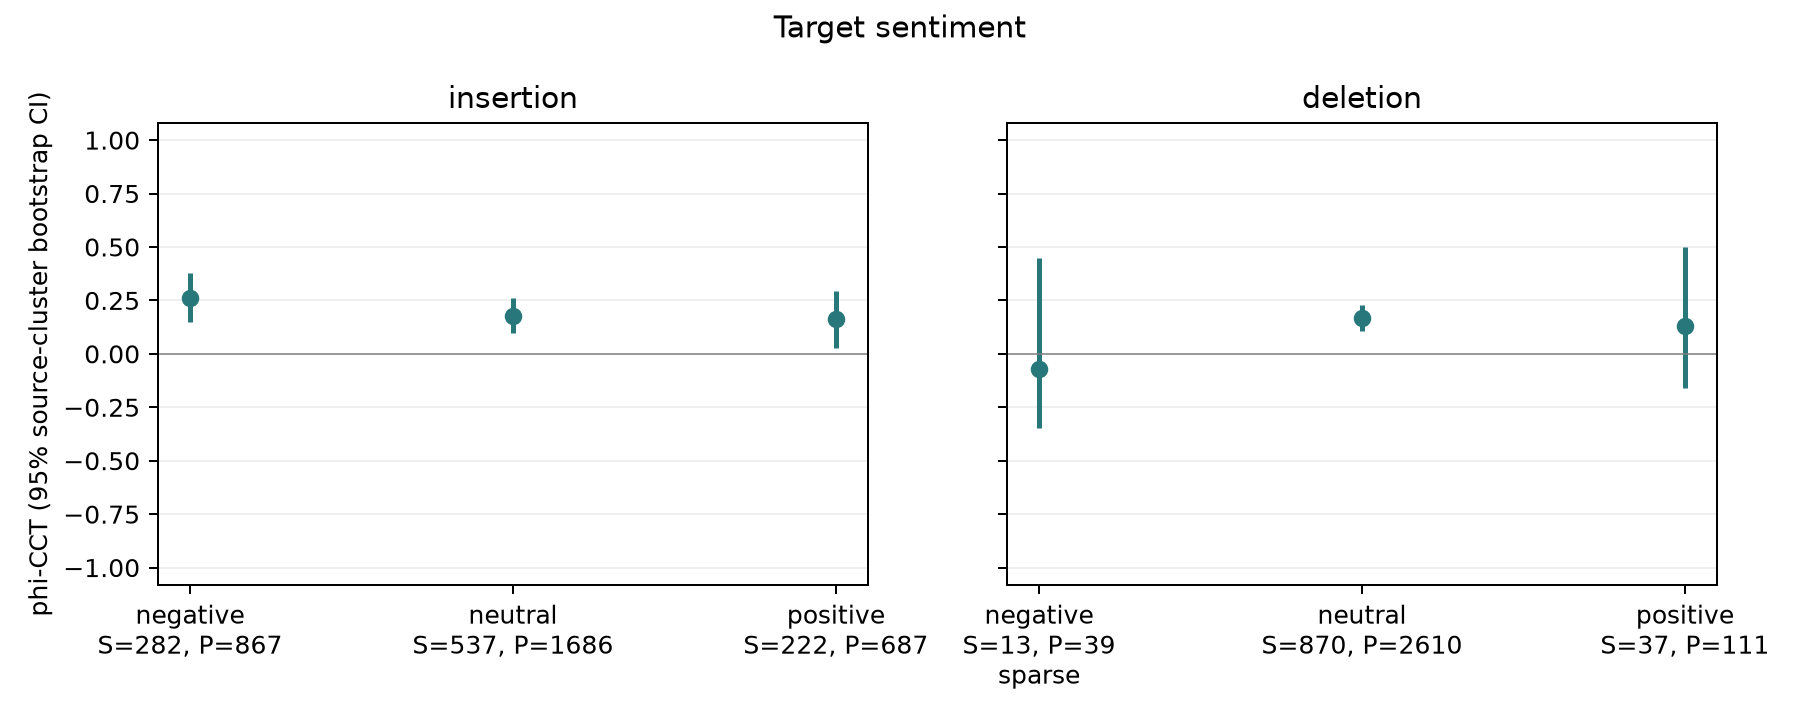 Target sentiment
insertion
deletion
phi-CCT (95% source-cluster bootstrap CI)
1.00
0.75
0.50
0.25
0.00
−0.25
−0.50
−0.75
−1.00
negative
S=282, P=867
neutral
S=537, P=1686
positive
S=222, P=687
negative
S=13, P=39
sparse
neutral
S=870, P=2610
positive
S=37, P=111